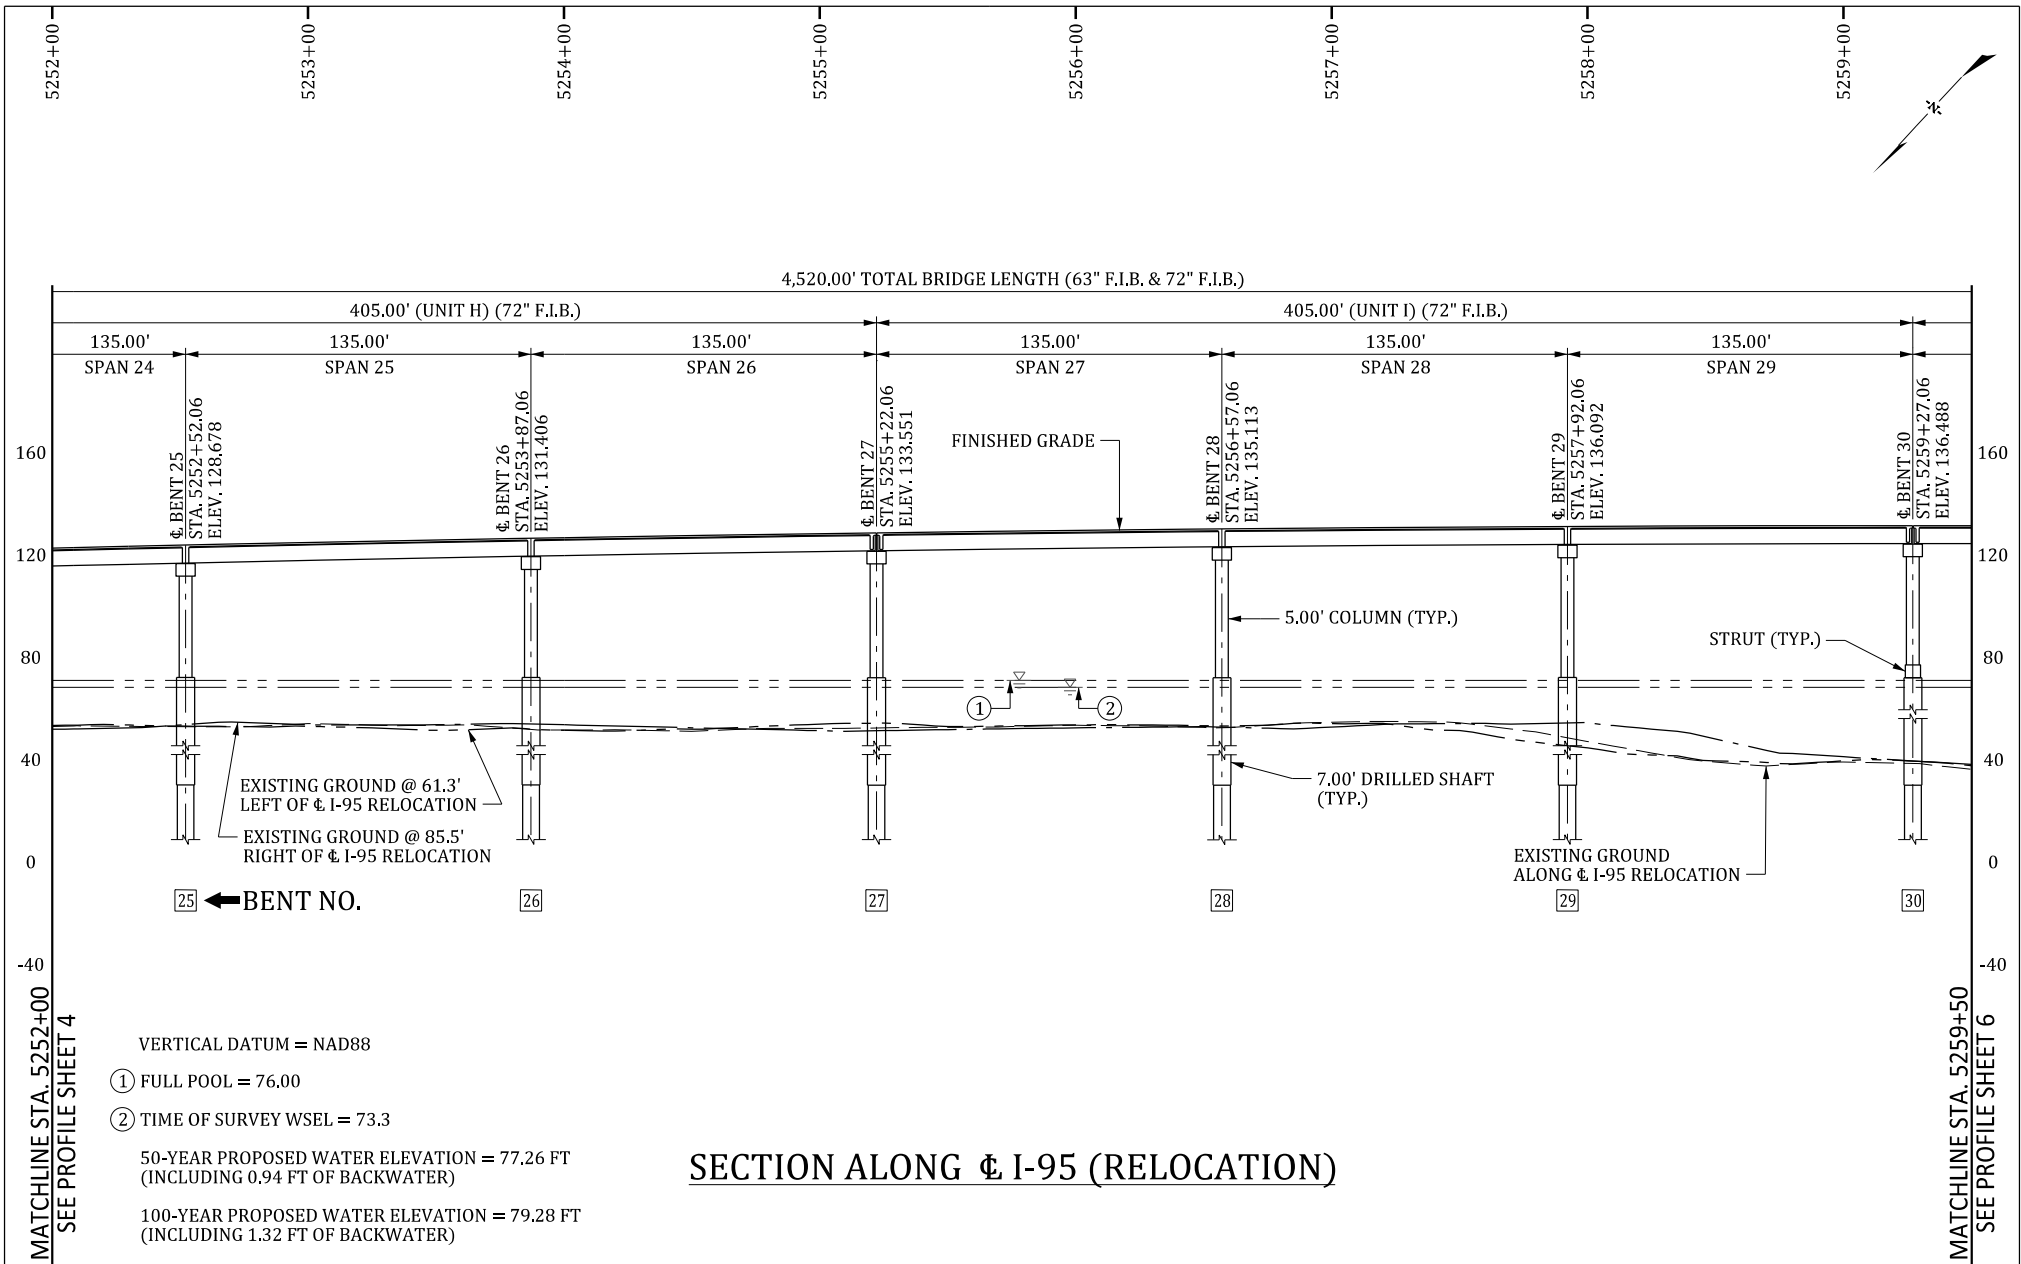 5252+00
5253+00
5254+00
5255+00
5256+00
5257+00
5258+00
5259+00
N
4,520.00' TOTAL BRIDGE LENGTH (63" F.I.B. & 72" F.I.B.)
405.00' (UNIT H) (72" F.I.B.)
405.00' (UNIT I) (72" F.I.B.)
135.00'
SPAN 24
135.00'
SPAN 25
135.00'
SPAN 26
135.00'
SPAN 27
135.00'
SPAN 28
135.00'
SPAN 29
℄ BENT 25
STA. 5252+52.06
ELEV. 128.678
℄ BENT 26
STA. 5253+87.06
ELEV. 131.406
℄ BENT 27
STA. 5255+22.06
ELEV. 133.551
℄ BENT 28
STA. 5256+57.06
ELEV. 135.113
℄ BENT 29
STA. 5257+92.06
ELEV. 136.092
℄ BENT 30
STA. 5259+27.06
ELEV. 136.488
160
120
80
40
0
-40
160
120
80
40
0
-40
FINISHED GRADE
5.00' COLUMN (TYP.)
STRUT (TYP.)
1
2
7.00' DRILLED SHAFT
(TYP.)
EXISTING GROUND @ 61.3'
LEFT OF ℄ I-95 RELOCATION
EXISTING GROUND @ 85.5'
RIGHT OF ℄ I-95 RELOCATION
EXISTING GROUND
ALONG ℄ I-95 RELOCATION
25
BENT NO.
26
27
28
29
30
MATCHLINE STA. 5252+00
SEE PROFILE SHEET 4
MATCHLINE STA. 5259+50
SEE PROFILE SHEET 6
VERTICAL DATUM = NAD88
1 FULL POOL = 76.00
2 TIME OF SURVEY WSEL = 73.3
50-YEAR PROPOSED WATER ELEVATION = 77.26 FT
(INCLUDING 0.94 FT OF BACKWATER)
100-YEAR PROPOSED WATER ELEVATION = 79.28 FT
(INCLUDING 1.32 FT OF BACKWATER)
SECTION ALONG ℄ I-95 (RELOCATION)